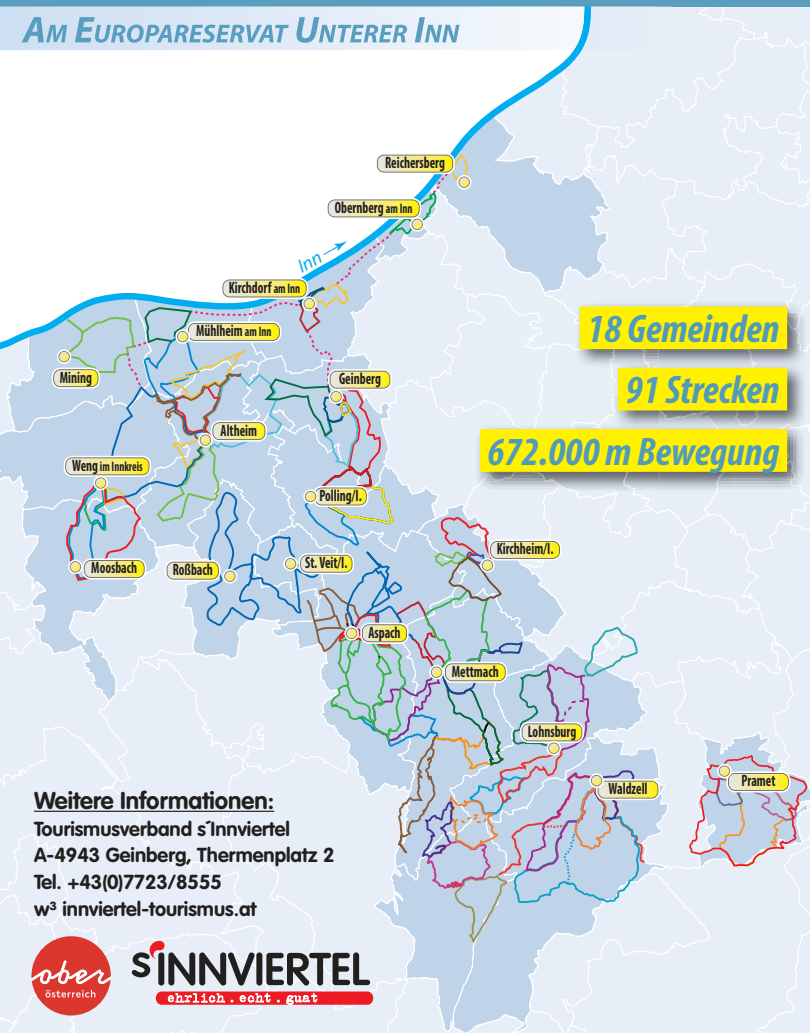 AM EUROPARESERVAT UNTERER INN
Reichersberg
Obernberg am Inn
Inn
Kirchdorf am Inn
Mühlheim am Inn
Mining
Geinberg
Altheim
Weng im Innkreis
Polling/I.
Kirchheim/I.
Moosbach
Roßbach
St. Veit/I.
Aspach
Mettmach
Lohnsburg
Waldzell
Pramet
18 Gemeinden
91 Strecken
672.000 m Bewegung
Weitere Informationen:
Tourismusverband s´Innviertel
A-4943 Geinberg, Thermenplatz 2
Tel. +43(0)7723/8555
w³ innviertel-tourismus.at
ober
österreich
s'INNVIERTEL
ehrlich . echt . guat